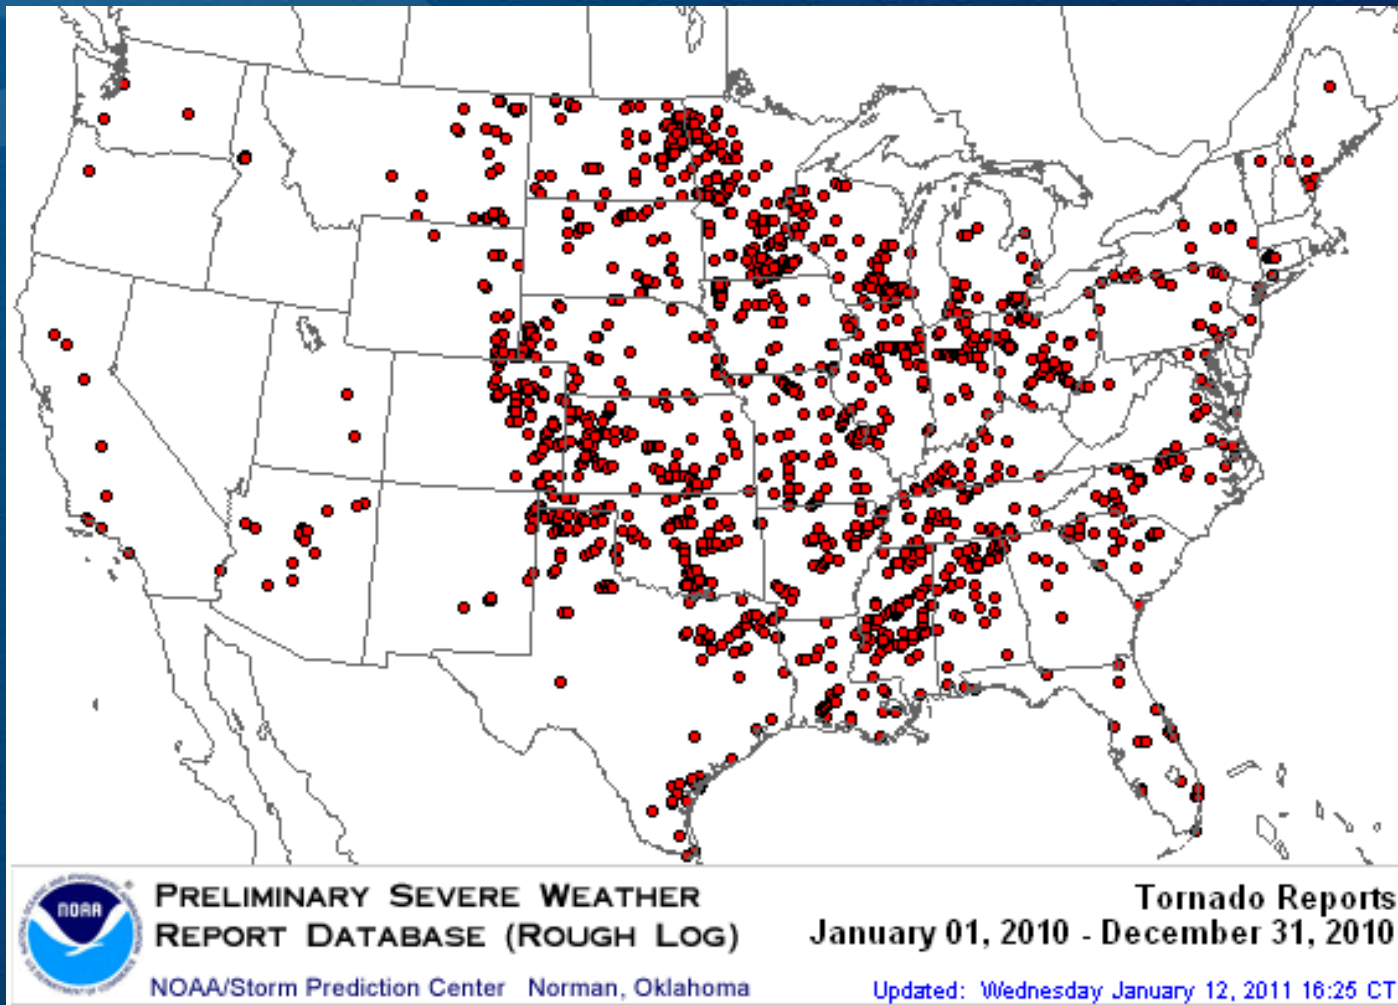 NOAA
PRELIMINARY SEVERE WEATHER
REPORT DATABASE (ROUGH LOG)
NOAA/Storm Prediction Center Norman, Oklahoma
Tornado Reports
January 01, 2010 - December 31, 2010
Updated: Wednesday January 12, 2011 16:25 CT